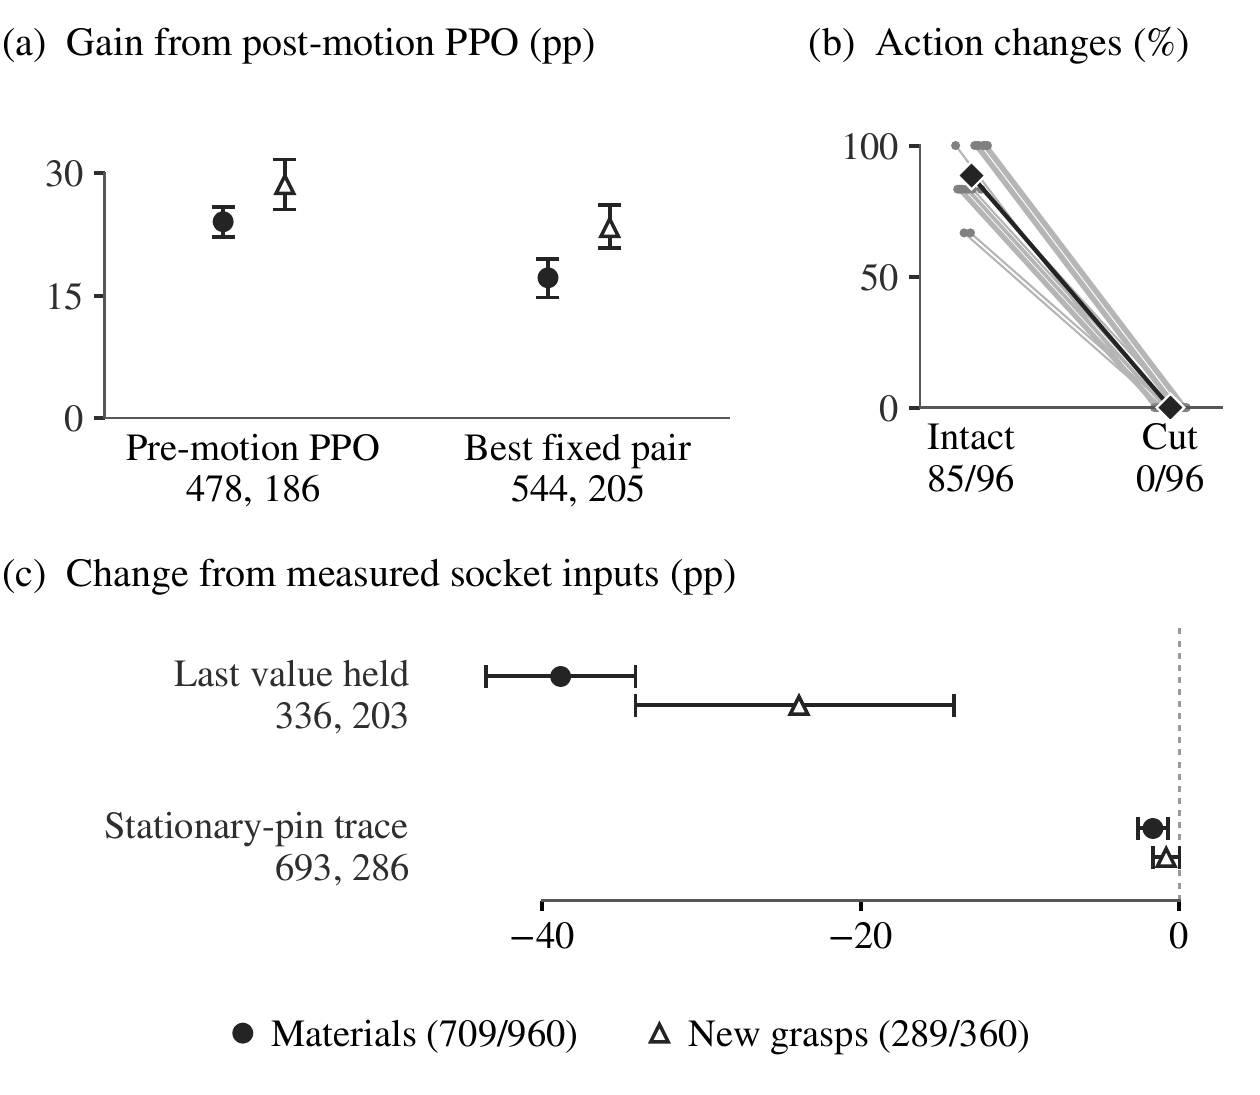 (a) Gain from post-motion PPO (pp)
30
15
0
Pre-motion PPO
478, 186
Best fixed pair
544, 205
(b) Action changes (%)
100
50
0
Intact
85/96
Cut
0/96
(c) Change from measured socket inputs (pp)
Last value held
336, 203
Stationary-pin trace
693, 286
−40
−20
0
Materials (709/960)
New grasps (289/360)